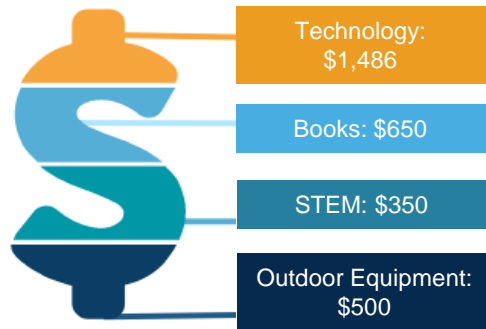 Technology:
$1,486
Books: $650
STEM: $350
Outdoor Equipment:
$500